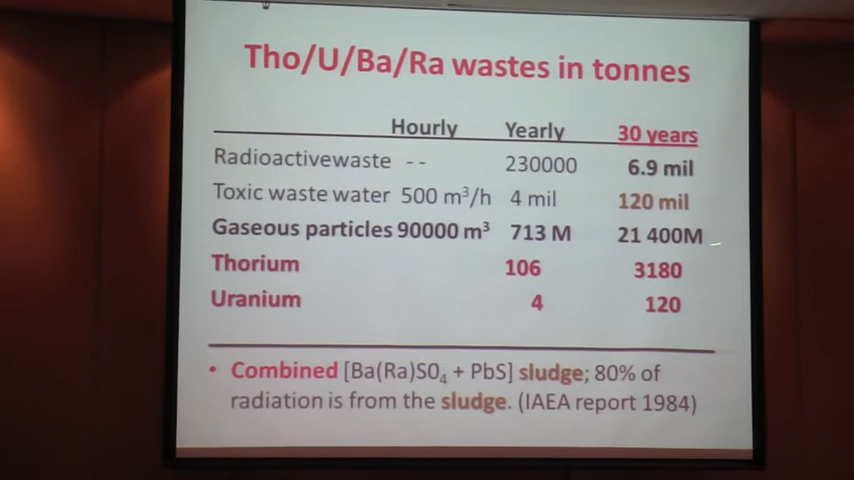 Tho/U/Ba/Ra wastes in tonnes
Hourly Yearly 30 years
Radioactivewaste -- 230000 6.9 mil
Toxic waste water 500 m³/h 4 mil 120 mil
Gaseous particles 90000 m³ 713 M 21 400M
Thorium 106 3180
Uranium 4 120
• Combined [Ba(Ra)SO₄ + PbS] sludge; 80% of
radiation is from the sludge. (IAEA report 1984)